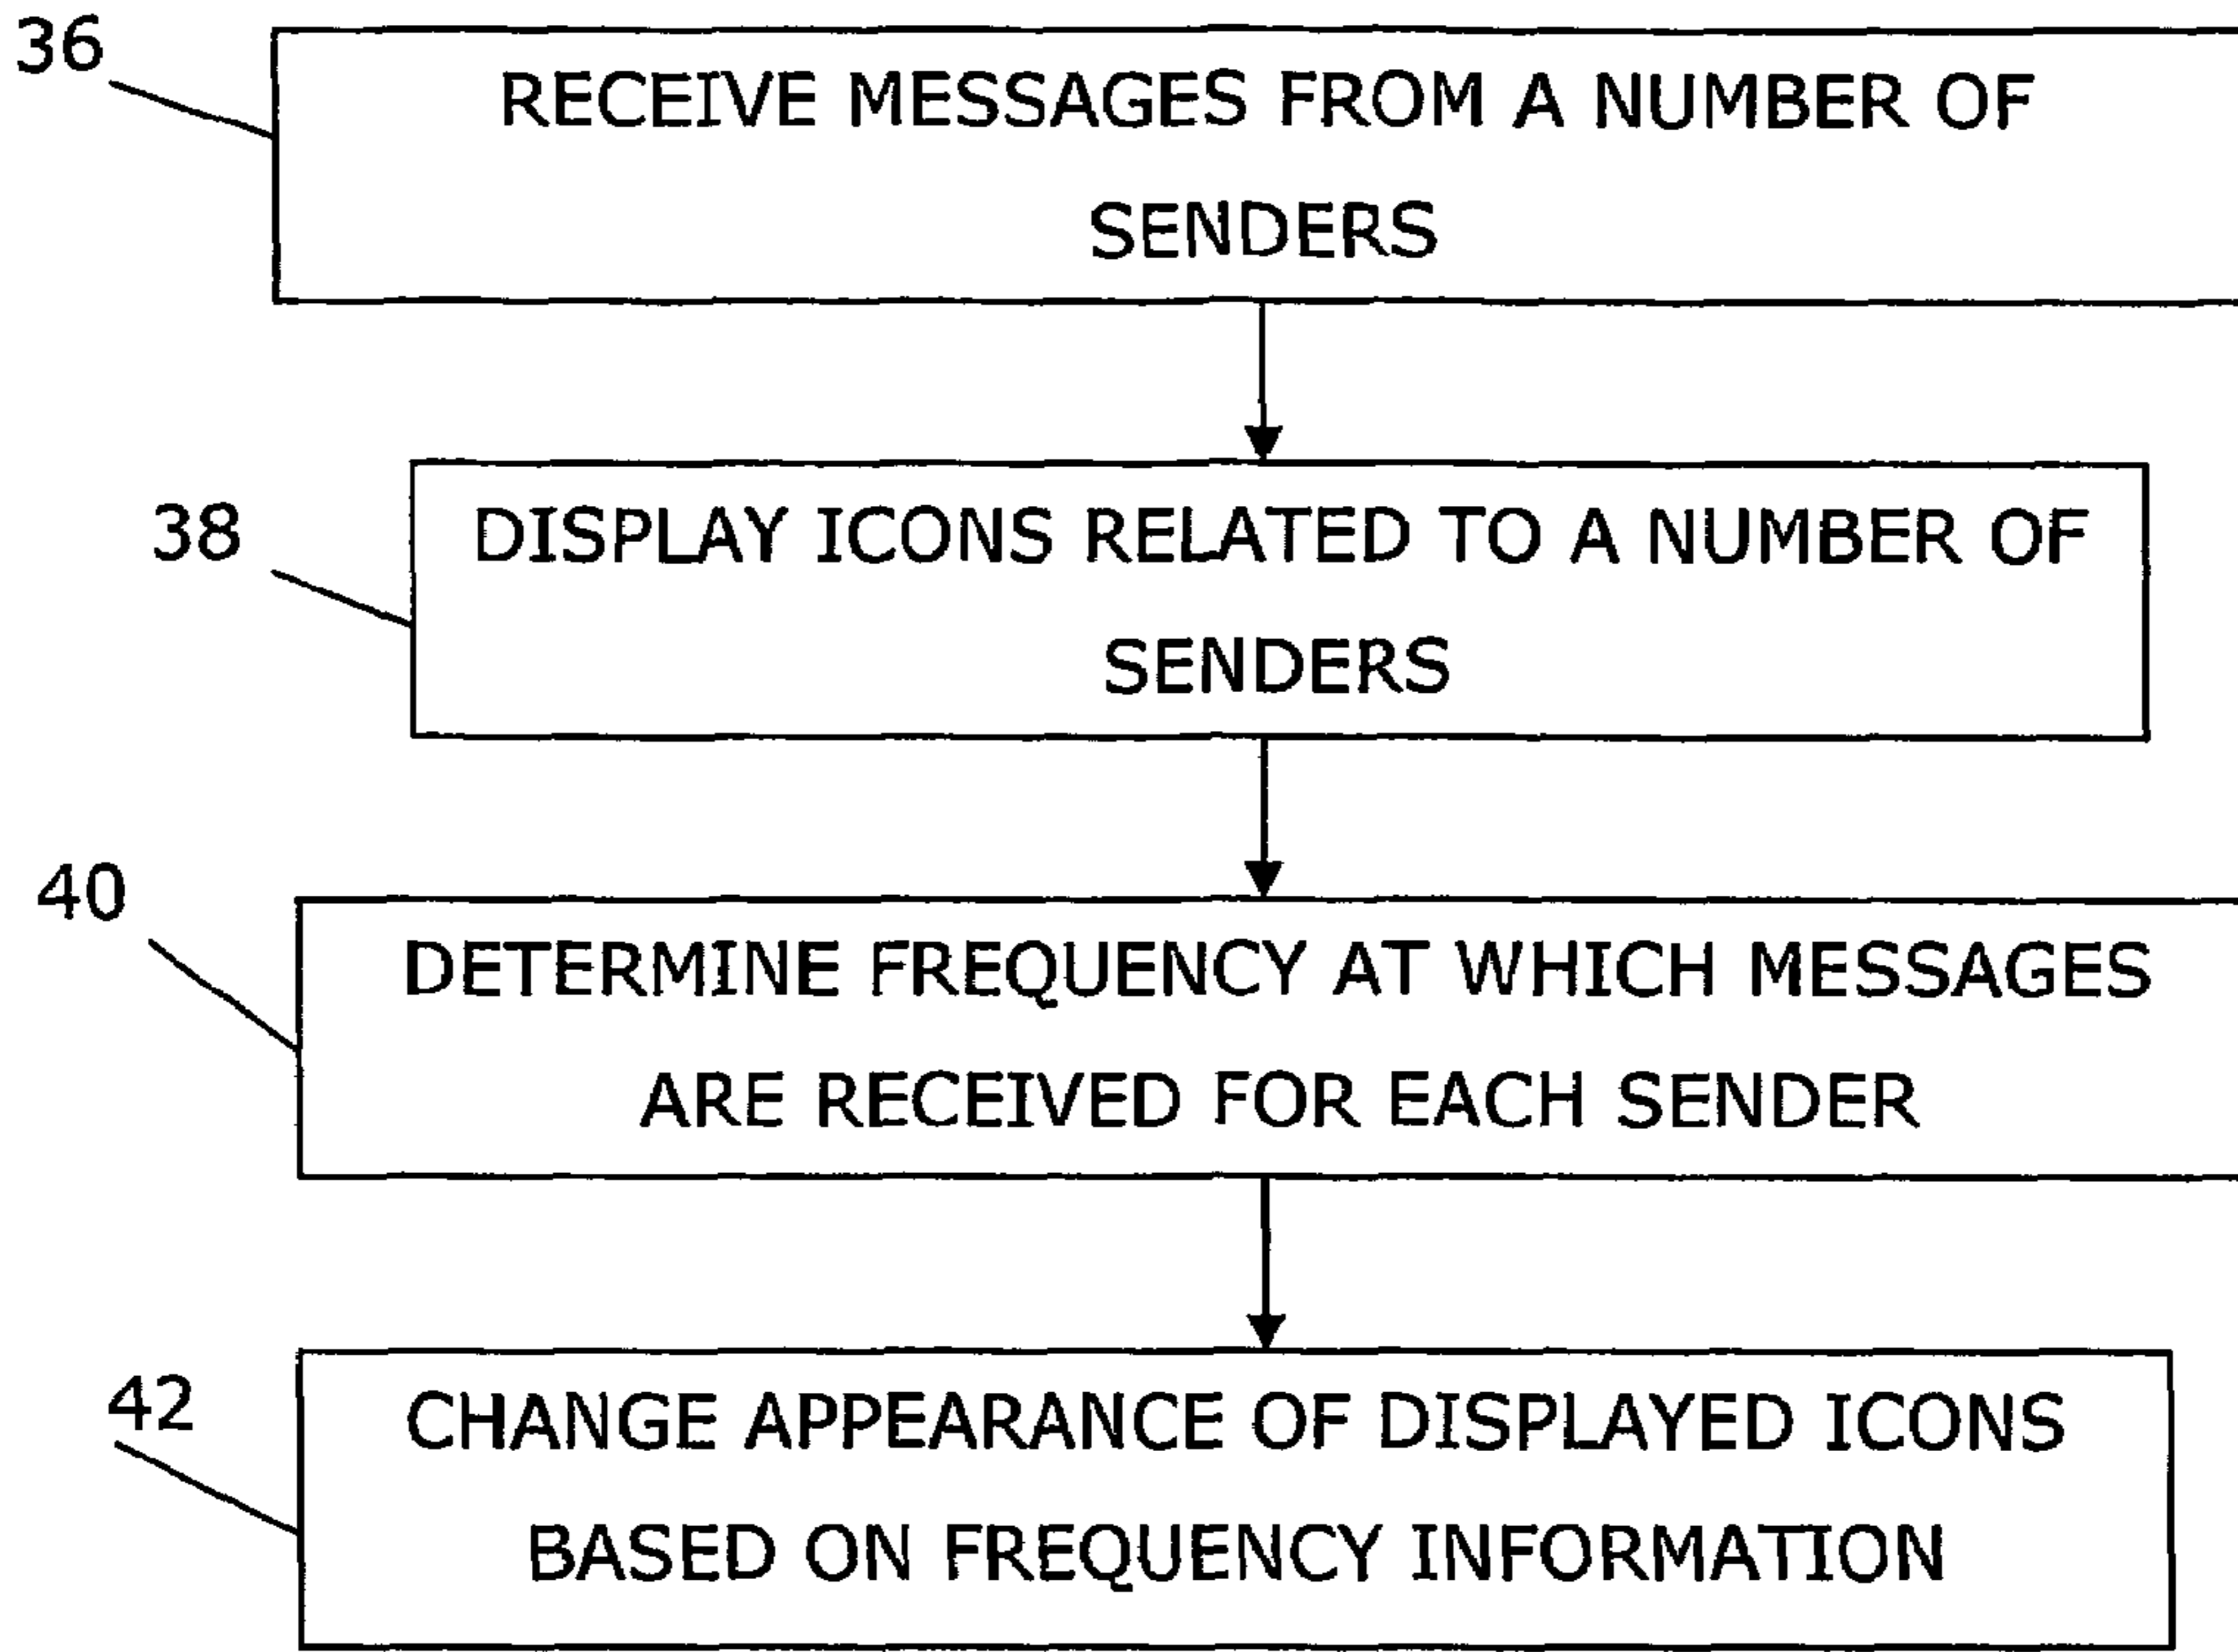 36
RECEIVE MESSAGES FROM A NUMBER OF
SENDERS
38
DISPLAY ICONS RELATED TO A NUMBER OF
SENDERS
40
DETERMINE FREQUENCY AT WHICH MESSAGES
ARE RECEIVED FOR EACH SENDER
42
CHANGE APPEARANCE OF DISPLAYED ICONS
BASED ON FREQUENCY INFORMATION